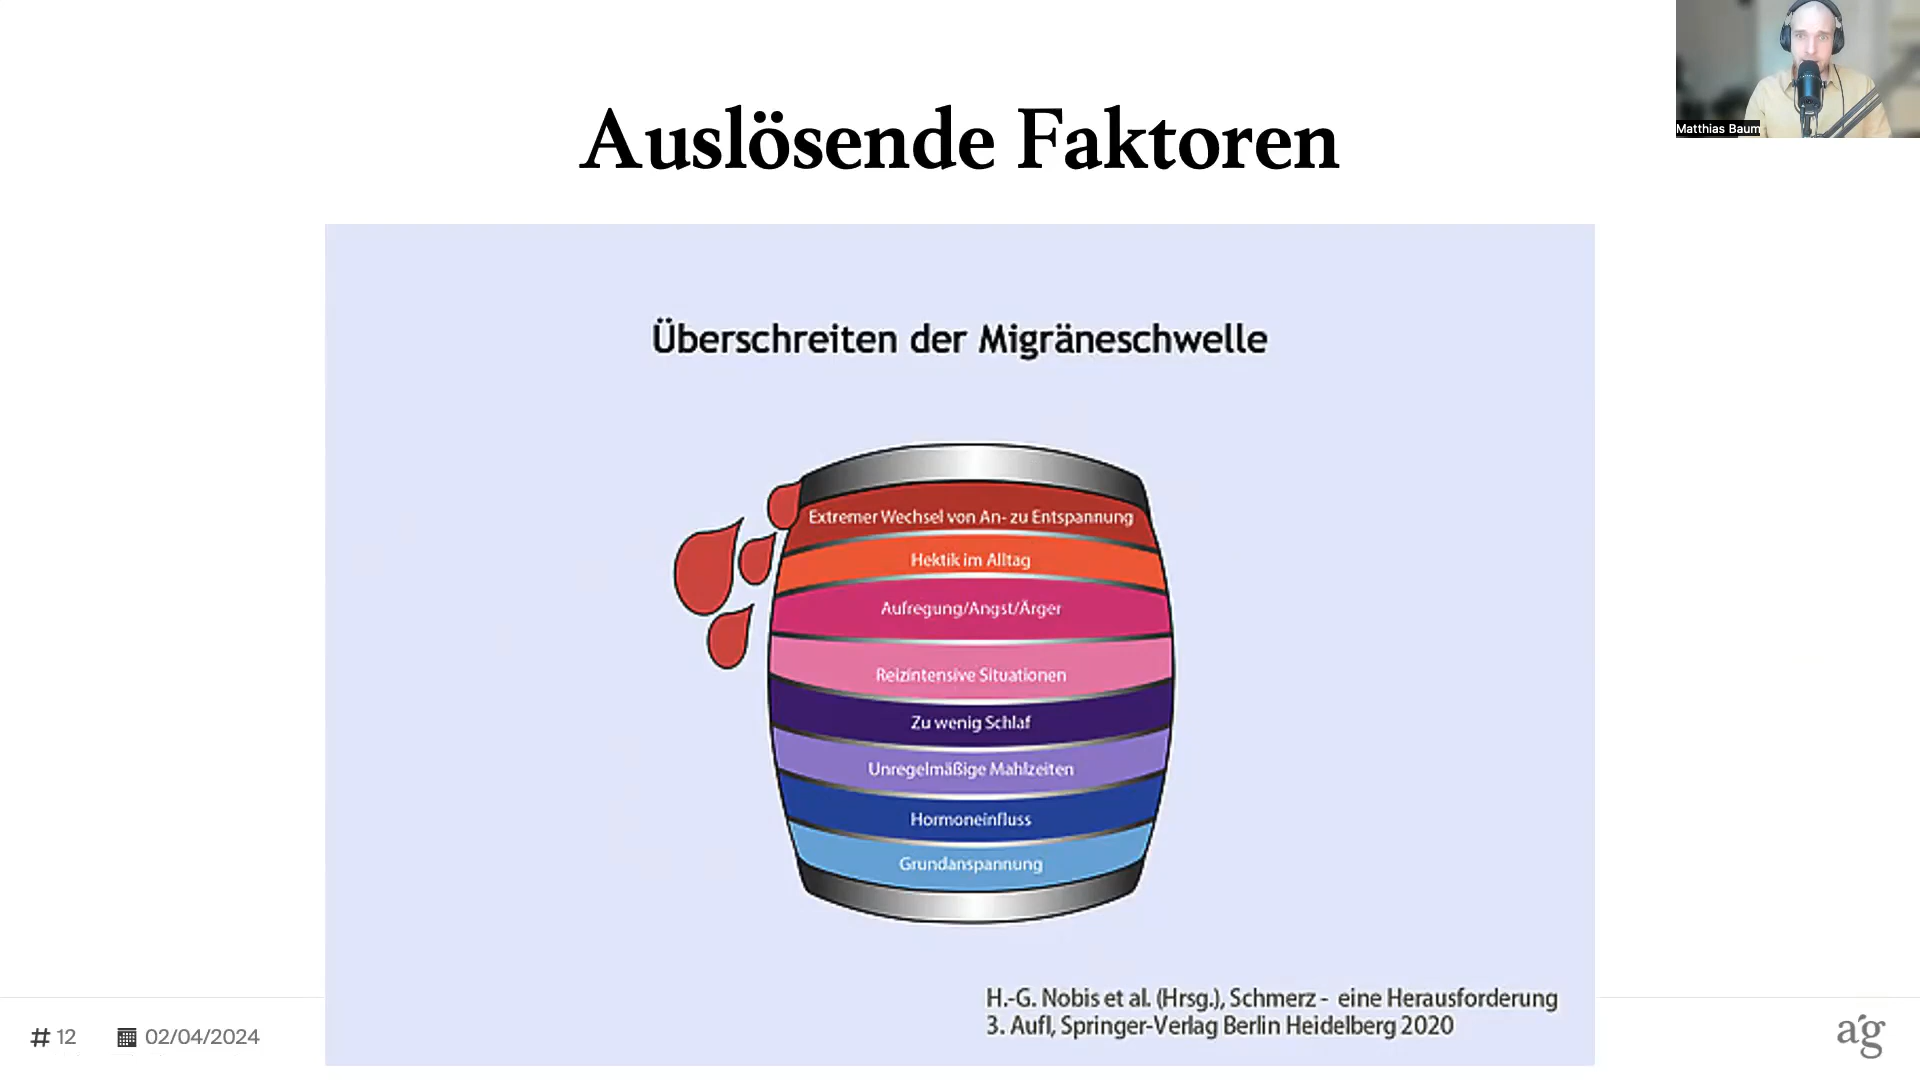 Matthias Baum
Auslösende Faktoren
Überschreiten der Migräneschwelle
Extremer Wechsel von An- zu Entspannung
Hektik im Alltag
Aufregung/Angst/Ärger
Reizintensive Situationen
Zu wenig Schlaf
Unregelmäßige Mahlzeiten
Hormoneinfluss
Grundanspannung
H.-G. Nobis et al. (Hrsg.), Schmerz - eine Herausforderung
3. Aufl, Springer-Verlag Berlin Heidelberg 2020
# 12
02/04/2024
a'g